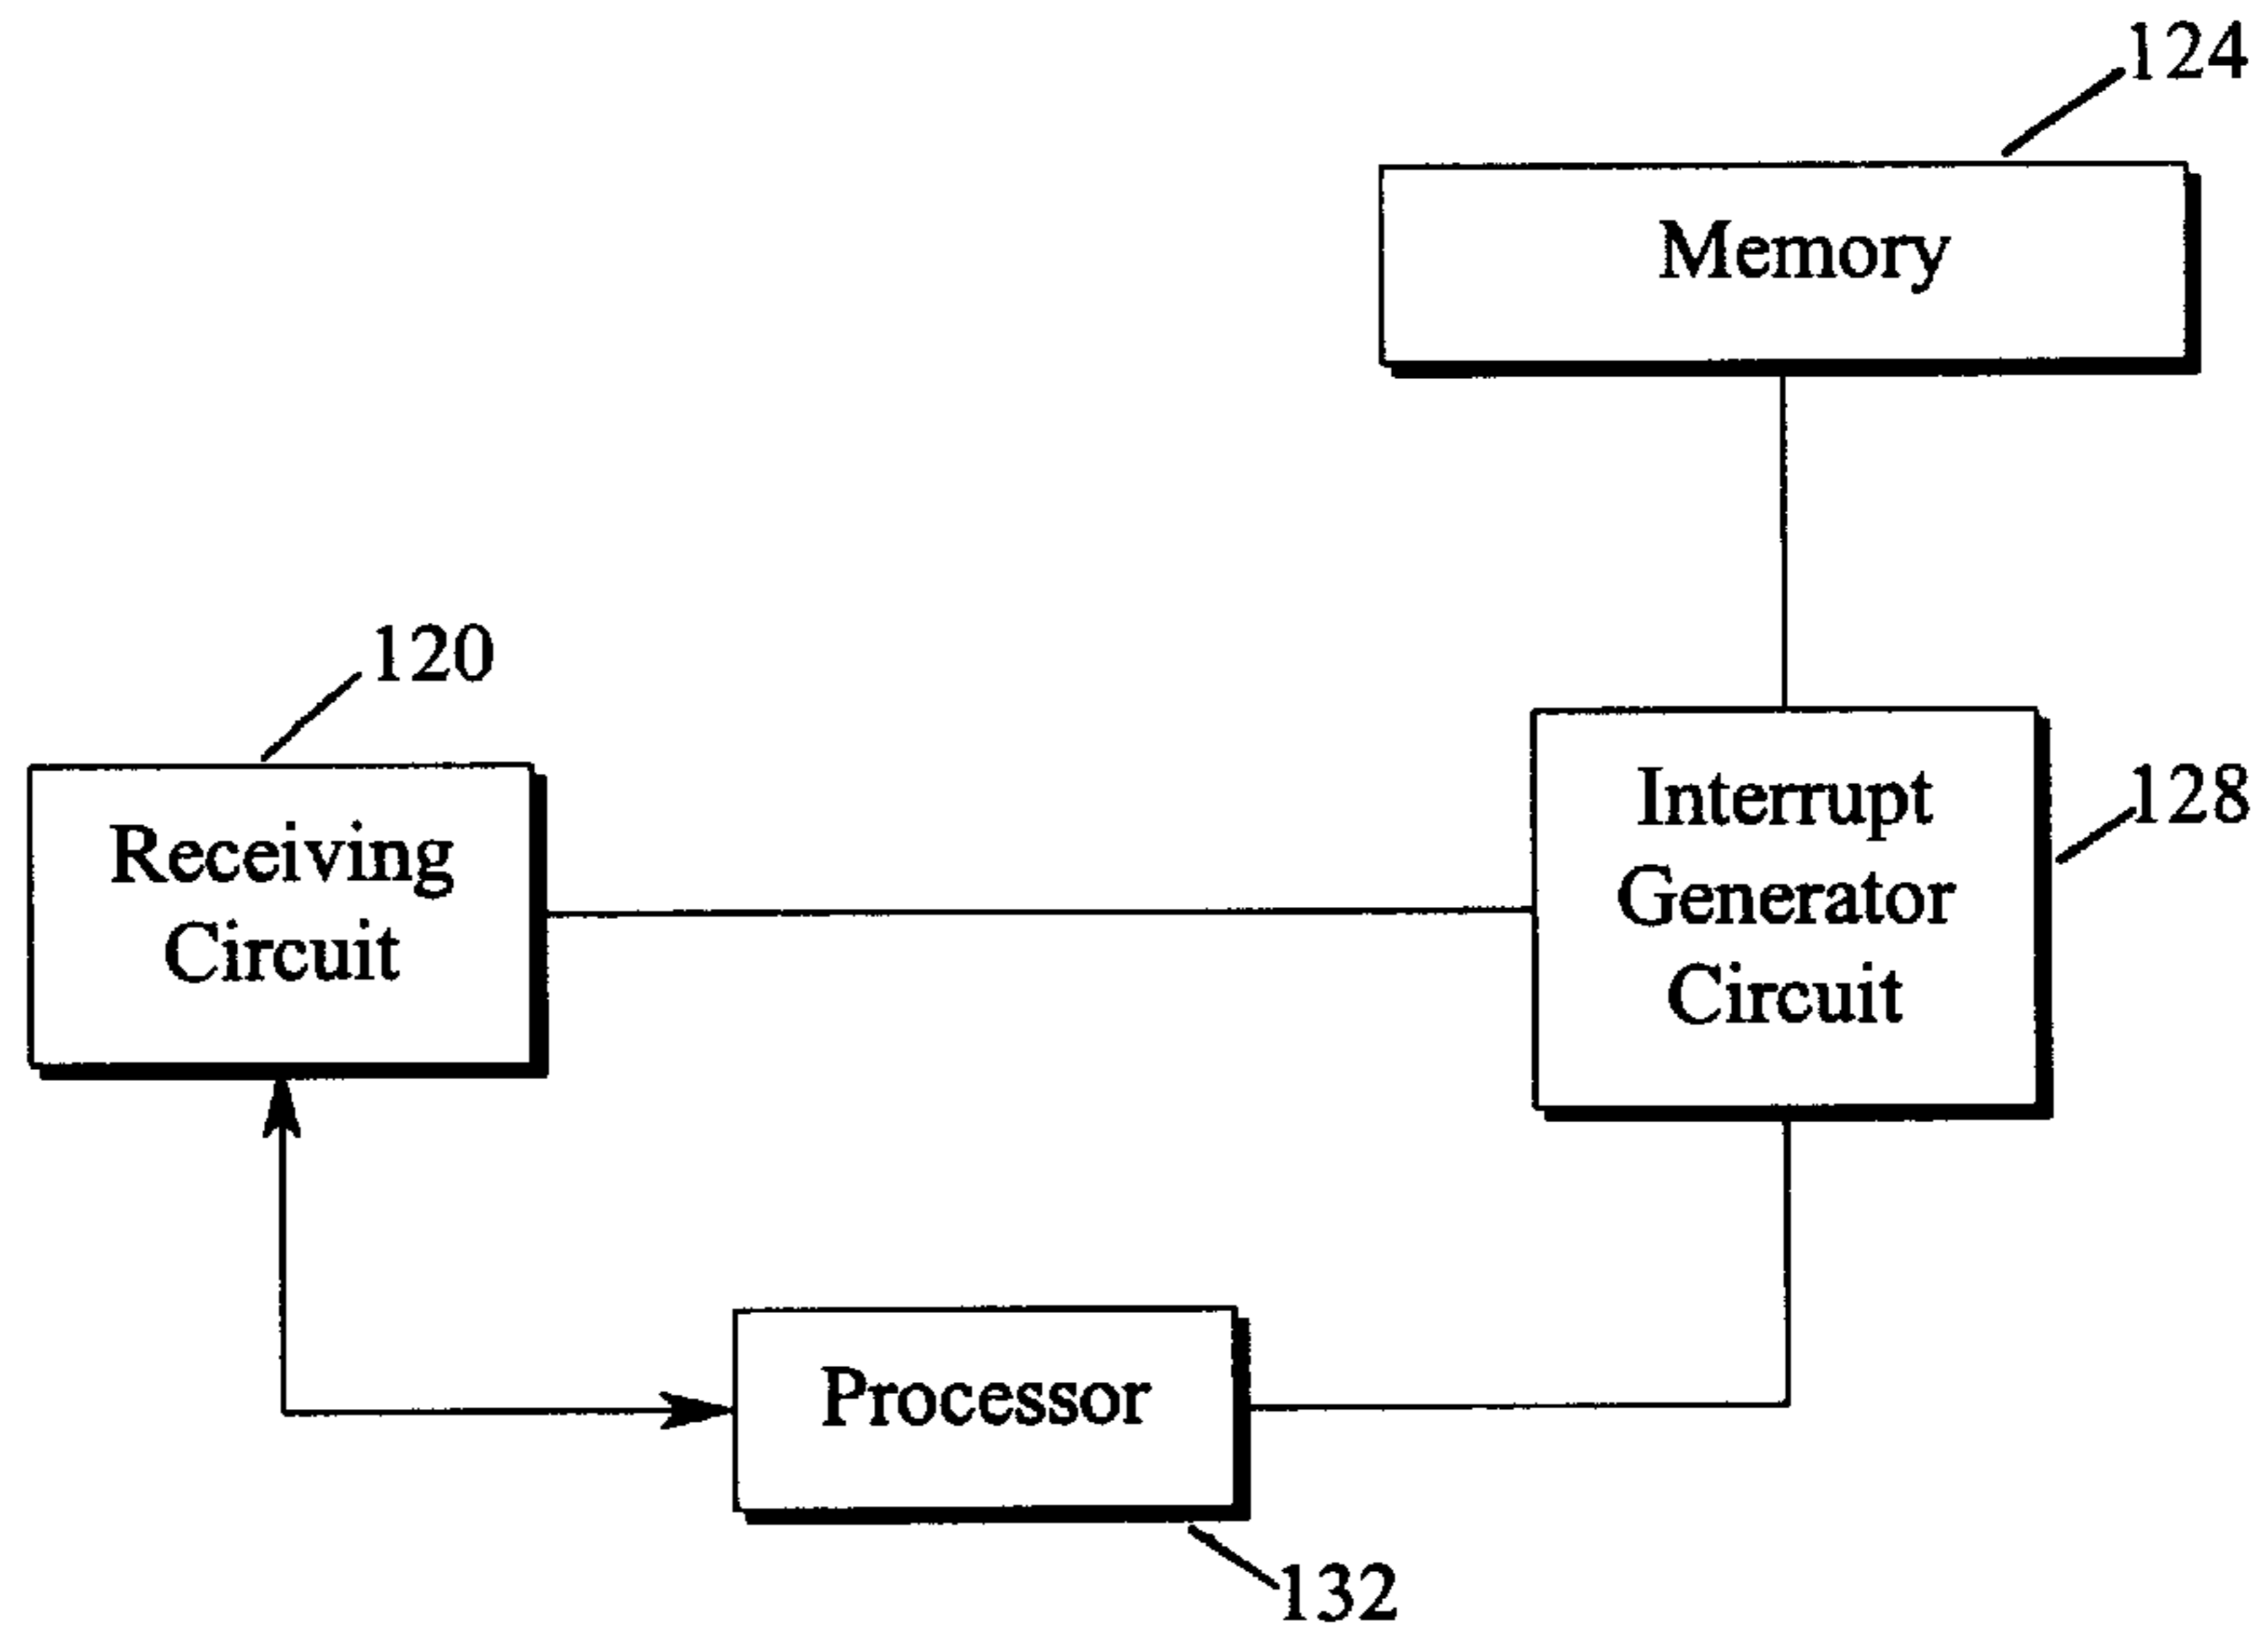 124
Memory
120
Receiving
Circuit
Interrupt
Generator
Circuit
128
Processor
132